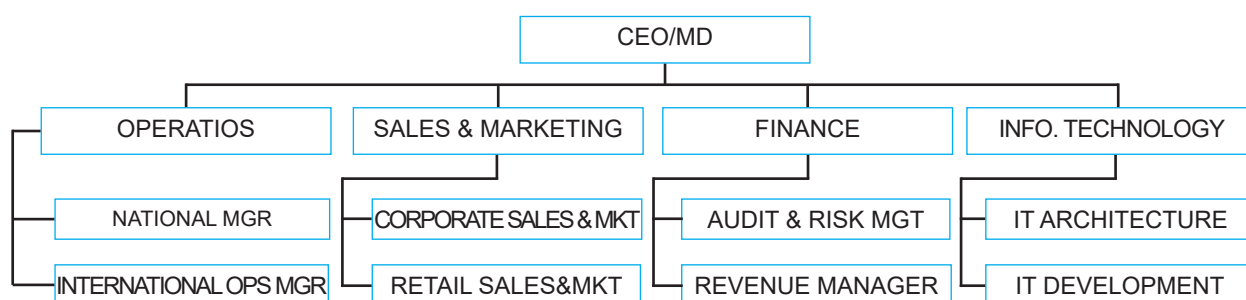 CEO/MD
OPERATIOS
SALES & MARKETING
FINANCE
INFO. TECHNOLOGY
NATIONAL MGR
CORPORATE SALES & MKT
AUDIT & RISK MGT
IT ARCHITECTURE
INTERNATIONAL OPS MGR
RETAIL SALES&MKT
REVENUE MANAGER
IT DEVELOPMENT